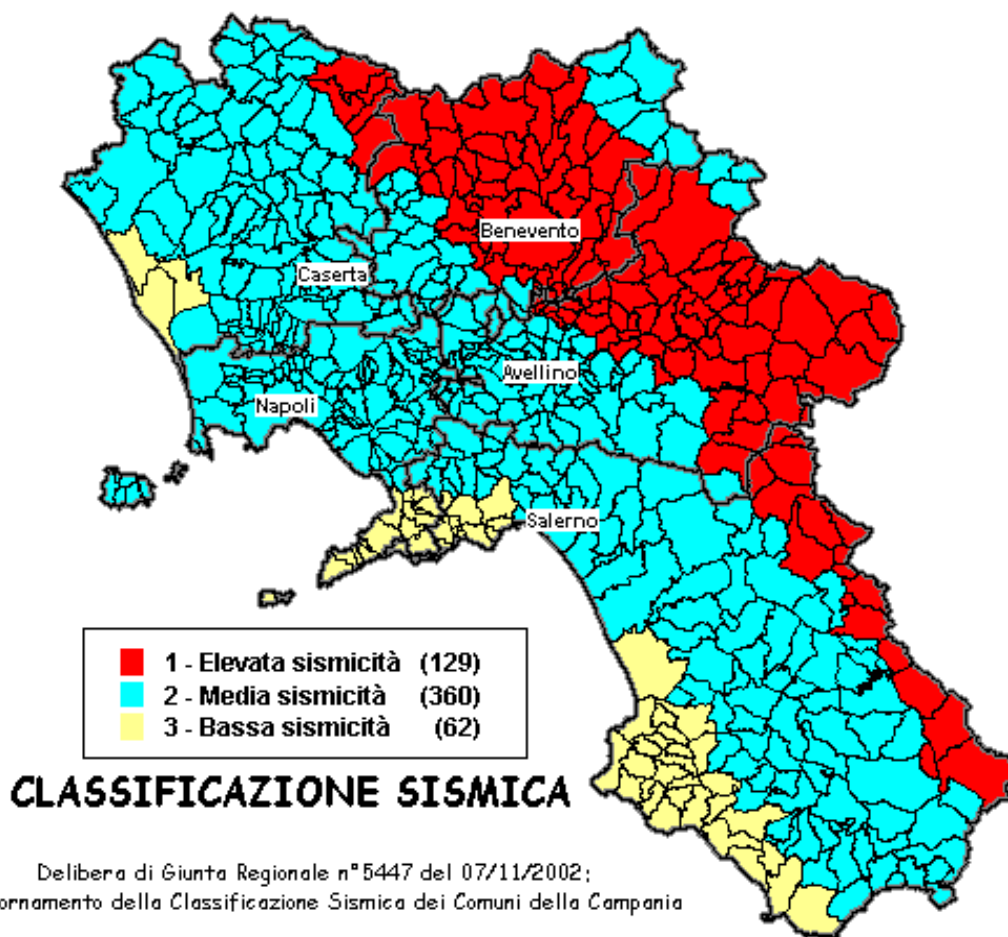 Benevento
Caserta
Avellino
Napoli
Salerno
1 - Elevata sismicità (129)
2 - Media sismicità (360)
3 - Bassa sismicità (62)
CLASSIFICAZIONE SISMICA
Delibera di Giunta Regionale n°5447 del 07/11/2002;
ornamento della Classificazione Sismica dei Comuni della Campania